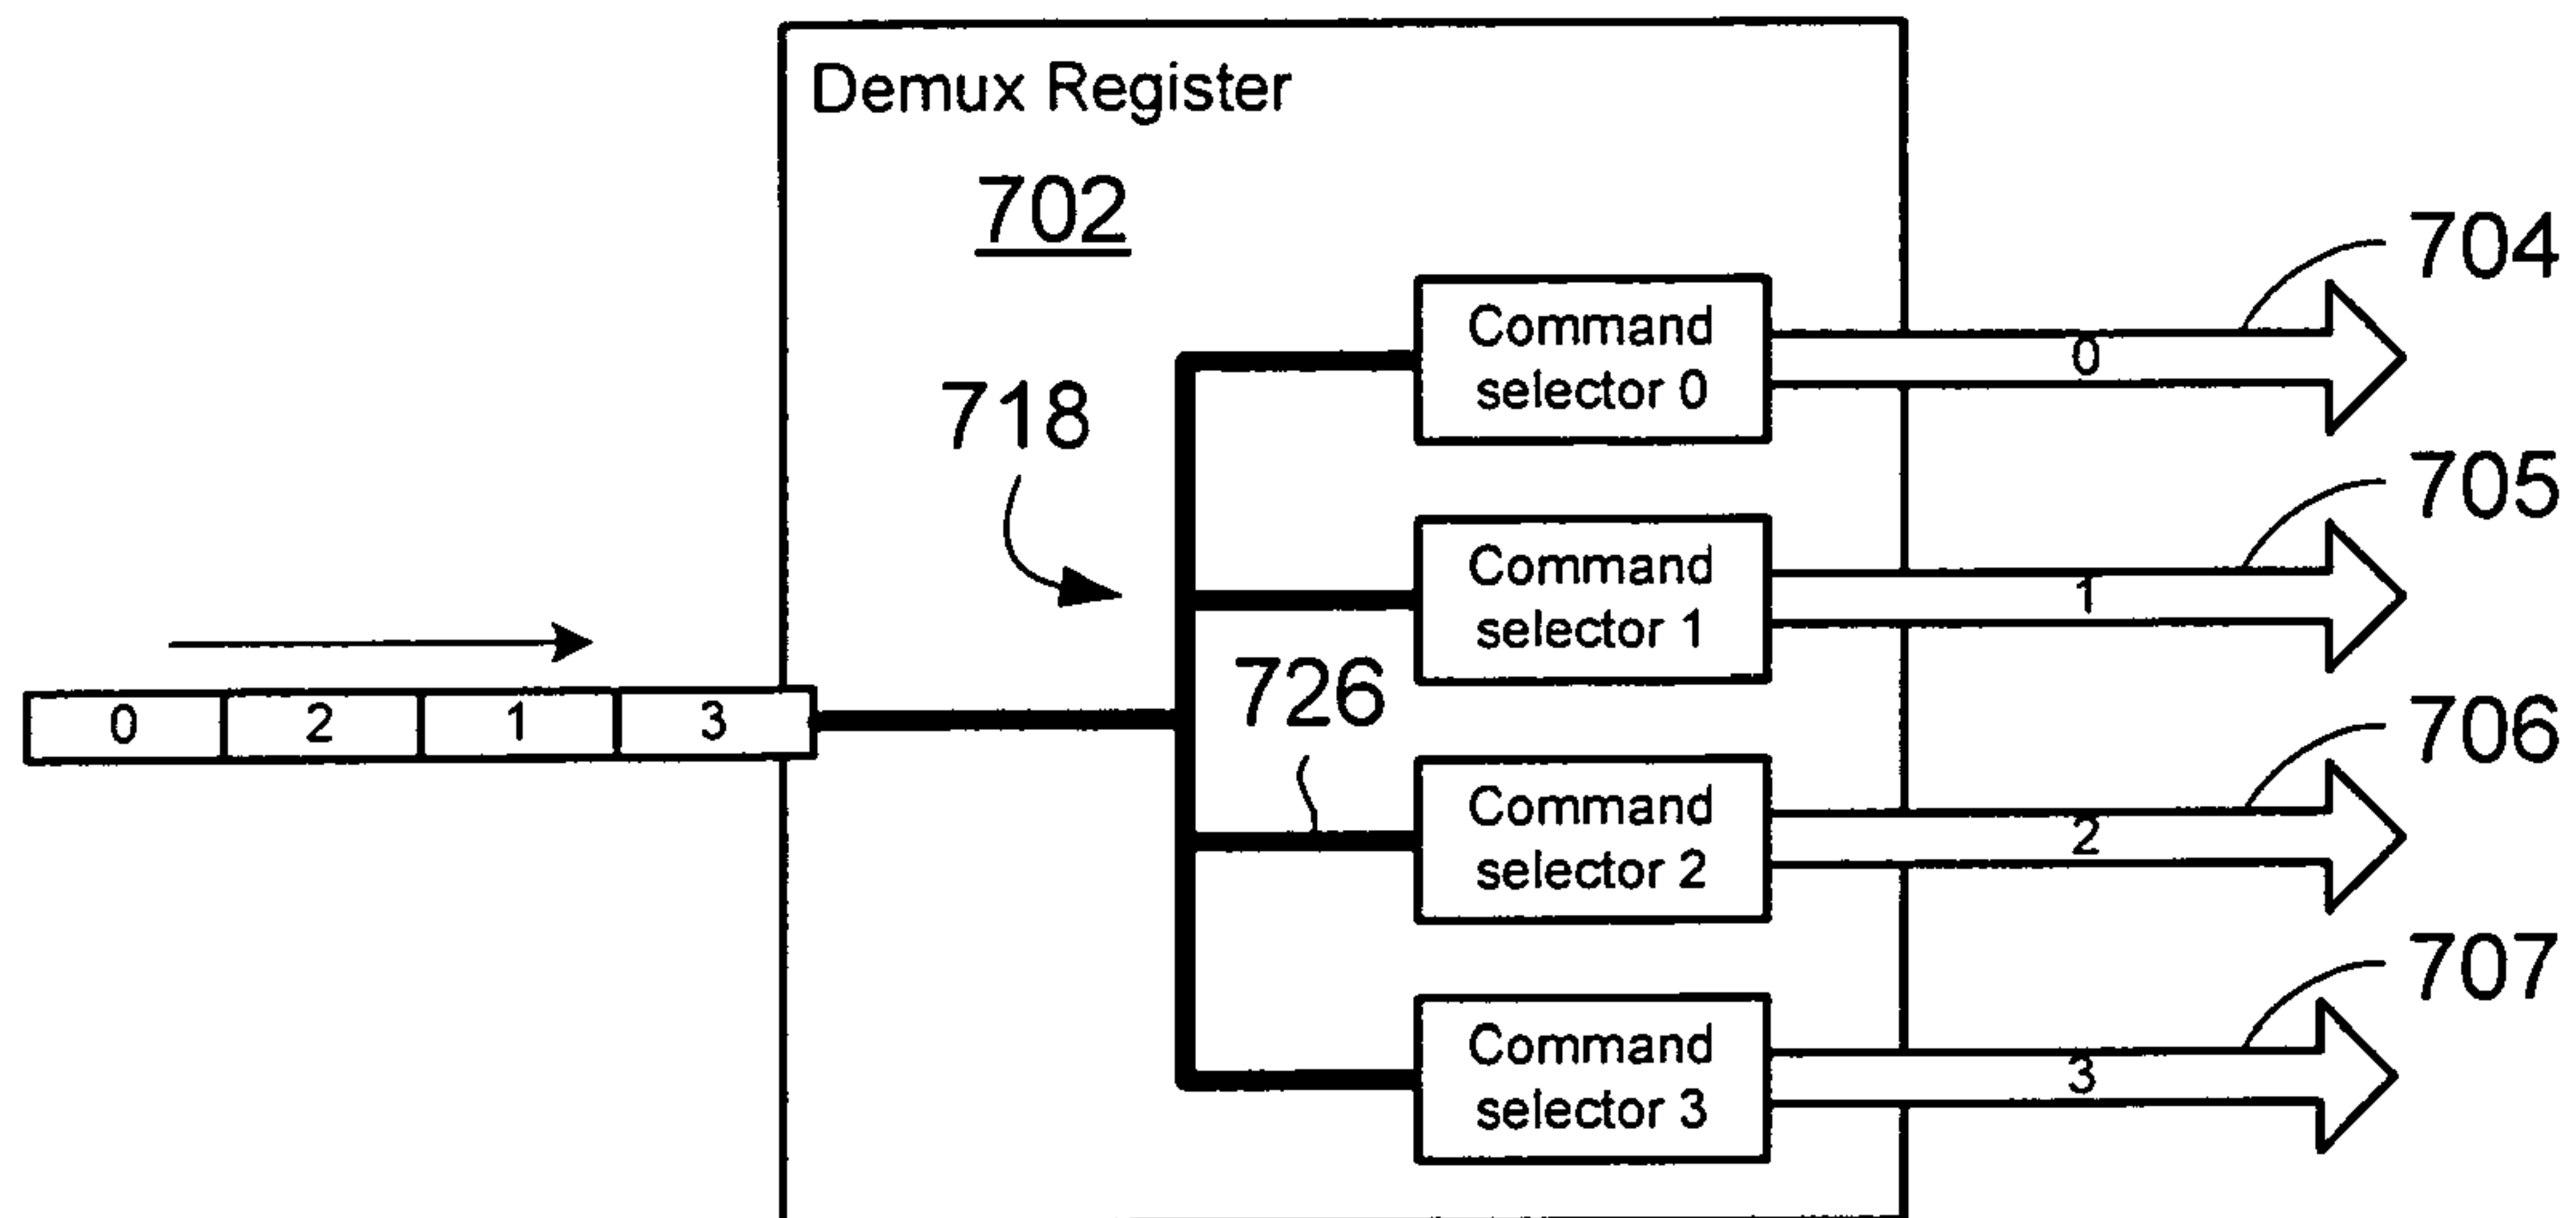 Demux Register
702
704
Command
selector 0
0
718
705
Command
selector 1
1
726
0 2 1 3
706
Command
selector 2
2
707
Command
selector 3
3